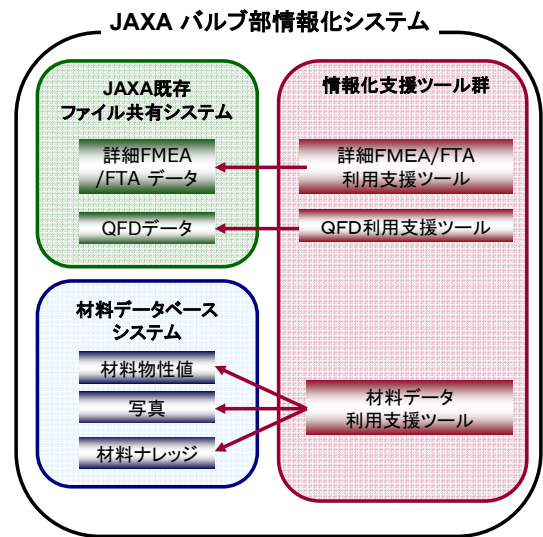 JAXA バルブ部情報化システム
JAXA既存
ファイル共有システム
詳細FMEA
/FTA データ
QFDデータ
材料データベース
システム
材料物性値
写真
材料ナレッジ
情報化支援ツール群
詳細FMEA/FTA
利用支援ツール
QFD利用支援ツール
材料データ
利用支援ツール